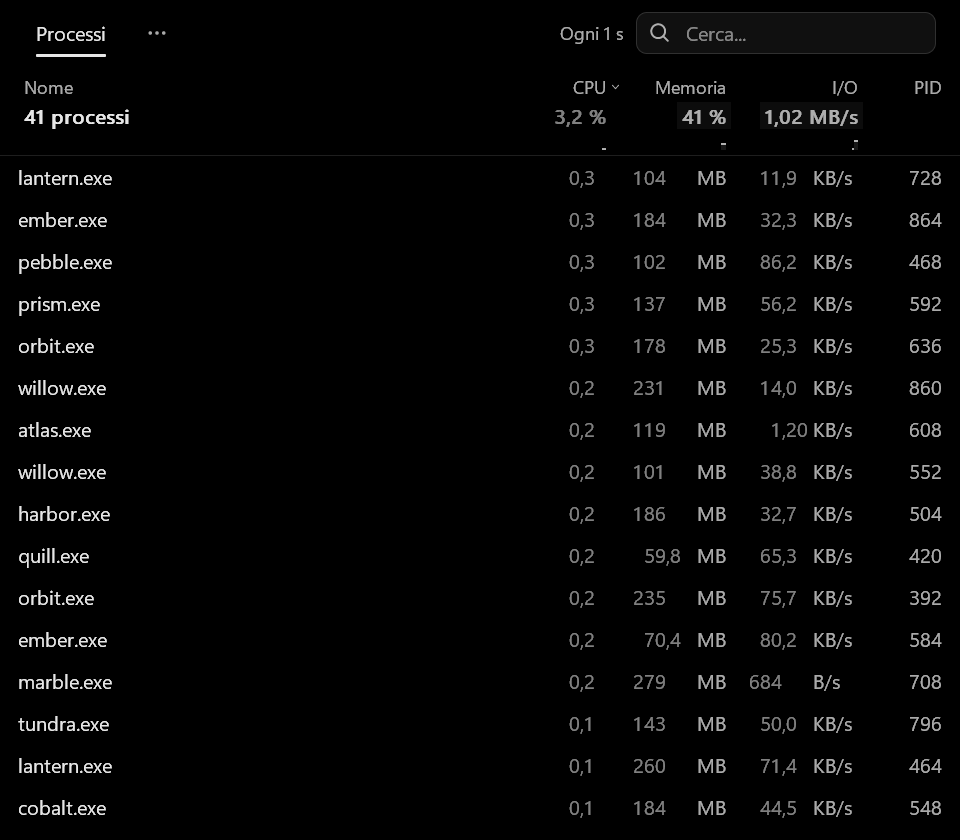 Processi ... Ogni 1 s Cerca...
Nome CPU Memoria I/O PID
41 processi 3,2 % 41 % 1,02 MB/s
lantern.exe 0,3 104 MB 11,9 KB/s 728
ember.exe 0,3 184 MB 32,3 KB/s 864
pebble.exe 0,3 102 MB 86,2 KB/s 468
prism.exe 0,3 137 MB 56,2 KB/s 592
orbit.exe 0,3 178 MB 25,3 KB/s 636
willow.exe 0,2 231 MB 14,0 KB/s 860
atlas.exe 0,2 119 MB 1,20 KB/s 608
willow.exe 0,2 101 MB 38,8 KB/s 552
harbor.exe 0,2 186 MB 32,7 KB/s 504
quill.exe 0,2 59,8 MB 65,3 KB/s 420
orbit.exe 0,2 235 MB 75,7 KB/s 392
ember.exe 0,2 70,4 MB 80,2 KB/s 584
marble.exe 0,2 279 MB 684 B/s 708
tundra.exe 0,1 143 MB 50,0 KB/s 796
lantern.exe 0,1 260 MB 71,4 KB/s 464
cobalt.exe 0,1 184 MB 44,5 KB/s 548